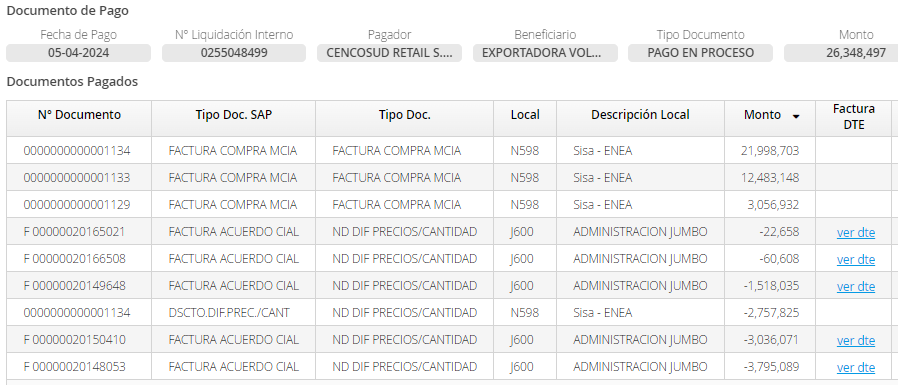 Documento de Pago
Fecha de Pago N° Liquidación Interno Pagador Beneficiario Tipo Documento Monto
05-04-2024 0255048499 CENCOSUD RETAIL S.... EXPORTADORA VOL... PAGO EN PROCESO 26,348,497
Documentos Pagados
N° Documento Tipo Doc. SAP Tipo Doc. Local Descripción Local Monto Factura DTE
0000000000001134 FACTURA COMPRA MCIA FACTURA COMPRA MCIA N598 Sisa - ENEA 21,998,703
0000000000001133 FACTURA COMPRA MCIA FACTURA COMPRA MCIA N598 Sisa - ENEA 12,483,148
0000000000001129 FACTURA COMPRA MCIA FACTURA COMPRA MCIA N598 Sisa - ENEA 3,056,932
F 00000020165021 FACTURA ACUERDO CIAL ND DIF PRECIOS/CANTIDAD J600 ADMINISTRACION JUMBO -22,658 ver dte
F 00000020166508 FACTURA ACUERDO CIAL ND DIF PRECIOS/CANTIDAD J600 ADMINISTRACION JUMBO -60,608 ver dte
F 00000020149648 FACTURA ACUERDO CIAL ND DIF PRECIOS/CANTIDAD J600 ADMINISTRACION JUMBO -1,518,035 ver dte
0000000000001134 DSCTO.DIF.PREC./CANT ND DIF PRECIOS/CANTIDAD N598 Sisa - ENEA -2,757,825
F 00000020150410 FACTURA ACUERDO CIAL ND DIF PRECIOS/CANTIDAD J600 ADMINISTRACION JUMBO -3,036,071 ver dte
F 00000020148053 FACTURA ACUERDO CIAL ND DIF PRECIOS/CANTIDAD J600 ADMINISTRACION JUMBO -3,795,089 ver dte